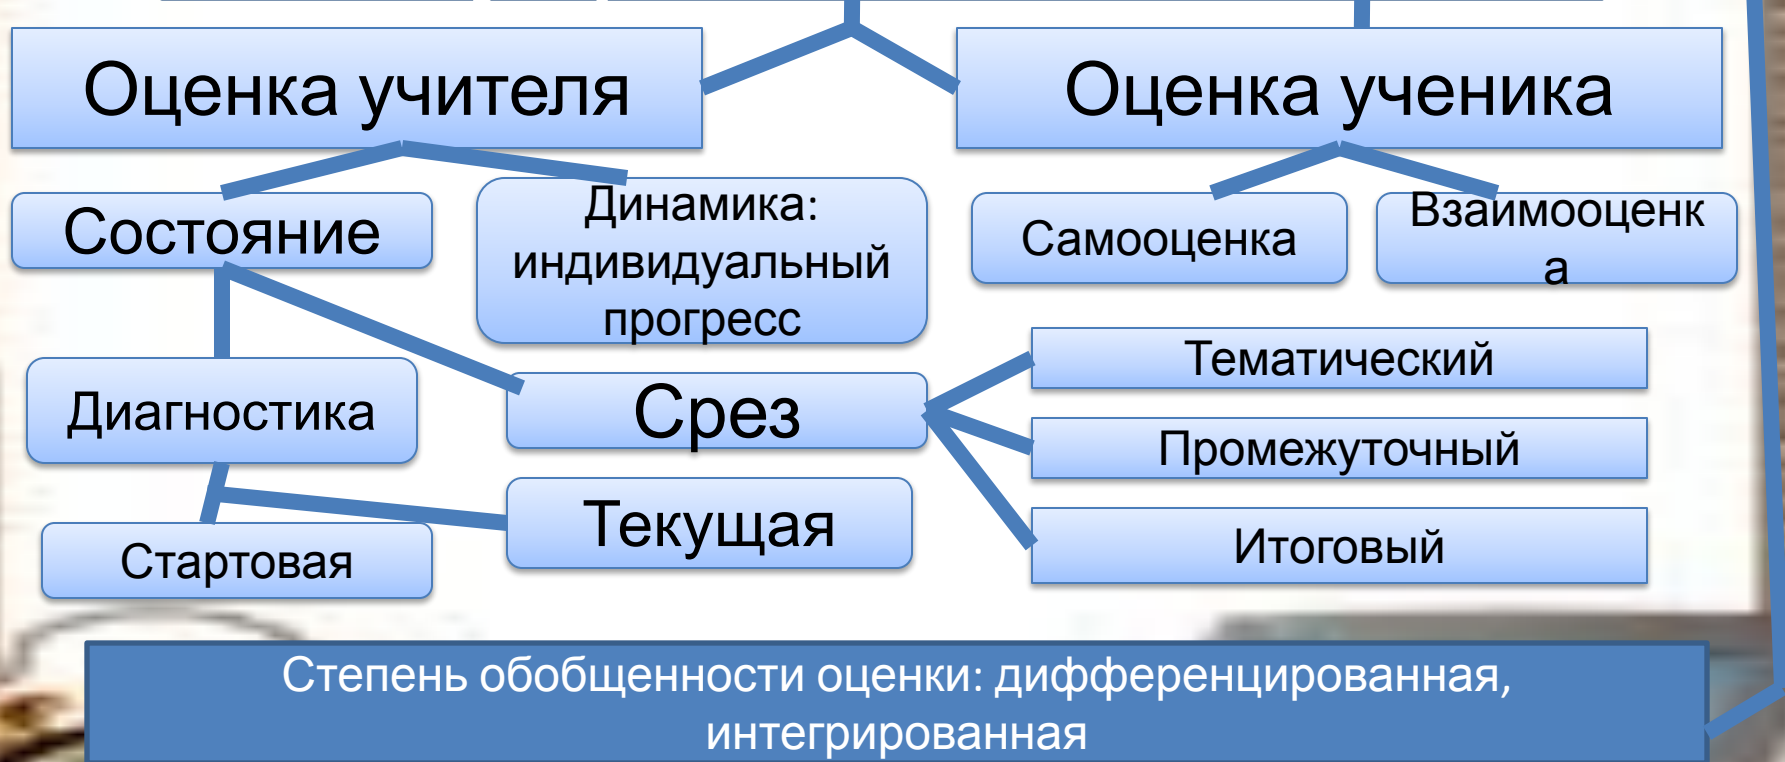 Оценка учителя
Оценка ученика
Состояние
Динамика:
индивидуальный
прогресс
Самооценка
Взаимооценк
а
Диагностика
Срез
Тематический
Промежуточный
Итоговый
Текущая
Стартовая
Степень обобщенности оценки: дифференцированная,
интегрированная